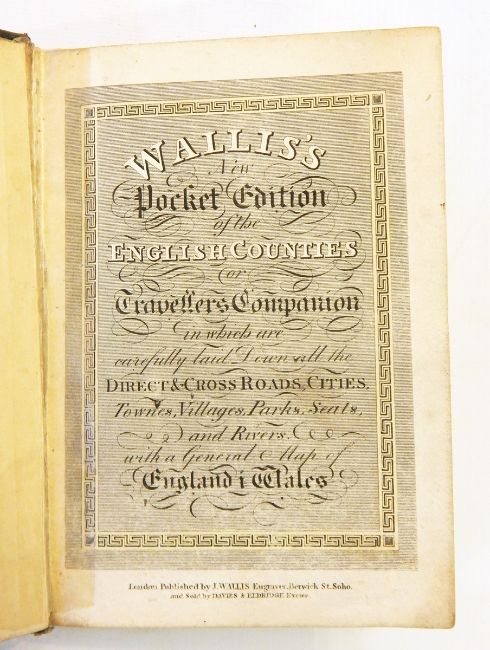 WALLIS'S
New
Pocket Edition
of the
ENGLISH COUNTIES
or
Travellers Companion
in which are
carefully laid Down all the
DIRECT & CROSS ROADS, CITIES,
Townes, Villages, Parks, Seats,
and Rivers.
with a General Map of
England & Wales
London Published by J. WALLIS Engraver, Berwick St. Soho.
and Sold by DAVIES & ELDRIDGE Exeter.